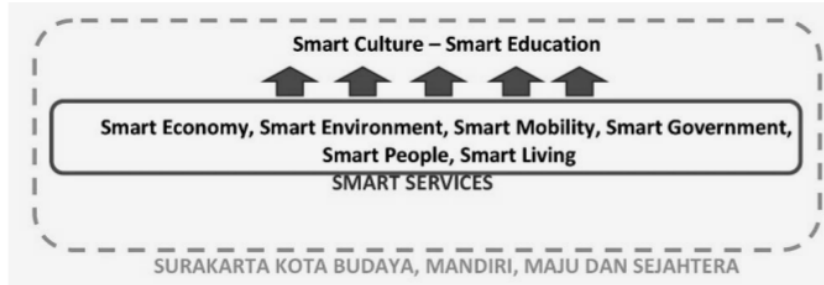 Smart Culture – Smart Education
Smart Economy, Smart Environment, Smart Mobility, Smart Government,
Smart People, Smart Living
SMART SERVICES
SURAKARTA KOTA BUDAYA, MANDIRI, MAJU DAN SEJAHTERA